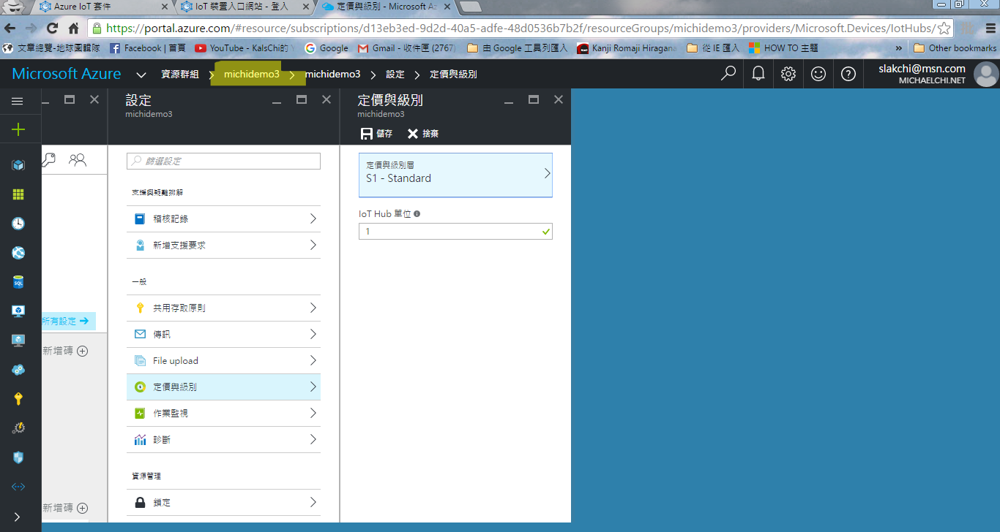 Azure IoT 套件
IoT 裝置入口網站 - 登入
定價與級別 - Microsoft Az
https://portal.azure.com/#resource/subscriptions/d13eb3ed-9d2d-40a5-adfe-48d0536b7b2f/resourceGroups/michidemo3/providers/Microsoft.Devices/IotHubs/
文章總覽-地球圖輯隊
Facebook | 首頁
YouTube - KalsChi的 Y
Google
Gmail - 收件匣 (2767)
由 Google 工具列匯入
Kanji Romaji Hiragana
從 IE 匯入
HOW TO 主題
»
Other bookmarks
Microsoft Azure
資源群組
michidemo3
michidemo3
設定
定價與級別
slakchi@msn.com
MICHAELCHI.NET
設定
michidemo3
定價與級別
michidemo3
儲存
捨棄
篩選設定
支援與疑難排解
稽核記錄
新增支援要求
一般
共用存取原則
傳訊
File upload
定價與級別
作業監視
診斷
資源管理
鎖定
所有設定
新增磚
新增磚
SQL
定價與級別層
S1 - Standard
IoT Hub 單位
1